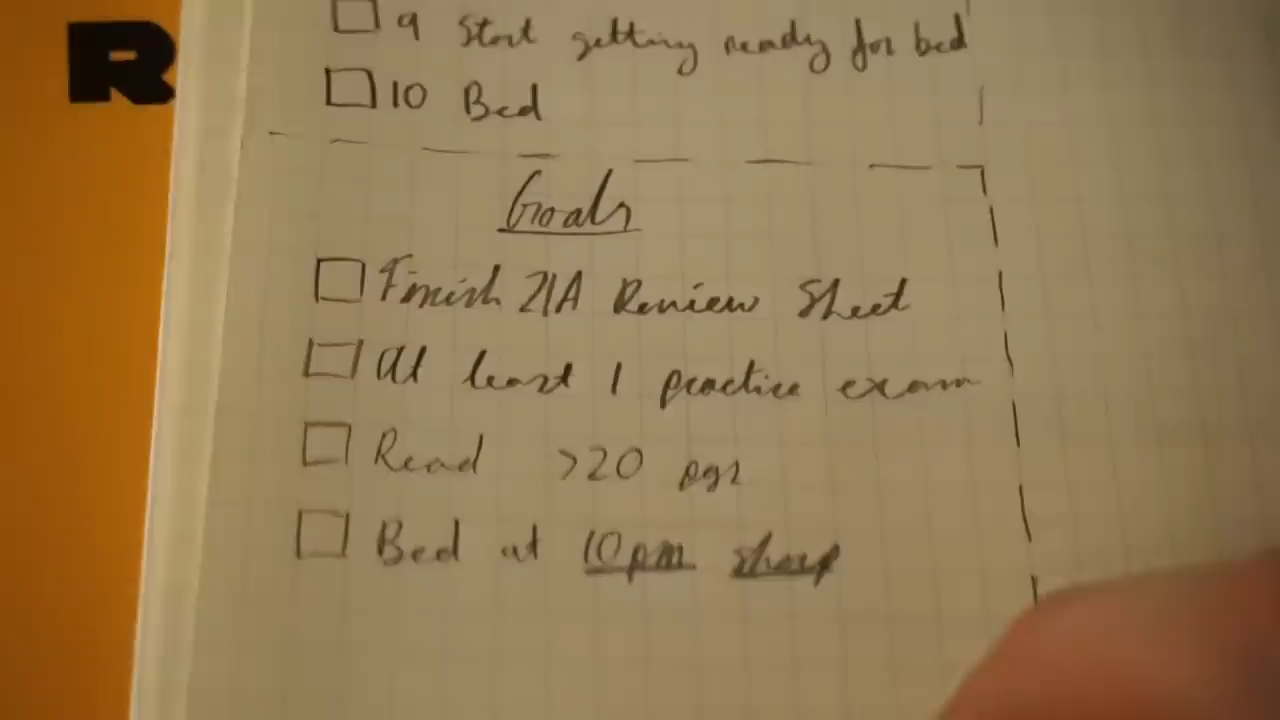 R
9 Start getting ready for bed
10 Bed
Goals
Finish 21A Review Sheet
At least 1 practice exam
Read >20 pgs
Bed at 10pm sharp